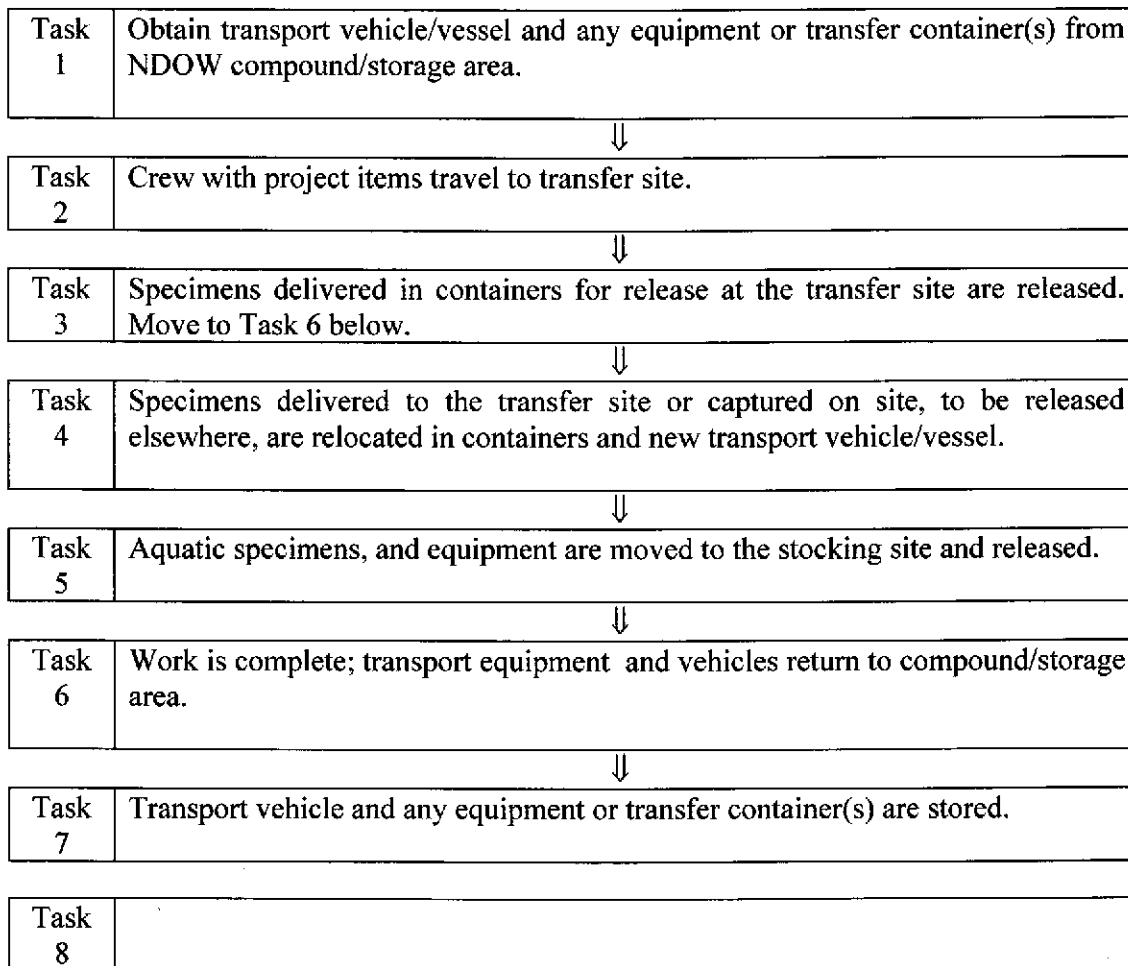 Task 1
Obtain transport vehicle/vessel and any equipment or transfer container(s) from
NDOW compound/storage area.
⇓
Task 2
Crew with project items travel to transfer site.
⇓
Task 3
Specimens delivered in containers for release at the transfer site are released.
Move to Task 6 below.
⇓
Task 4
Specimens delivered to the transfer site or captured on site, to be released
elsewhere, are relocated in containers and new transport vehicle/vessel.
⇓
Task 5
Aquatic specimens, and equipment are moved to the stocking site and released.
⇓
Task 6
Work is complete; transport equipment and vehicles return to compound/storage
area.
⇓
Task 7
Transport vehicle and any equipment or transfer container(s) are stored.
Task 8